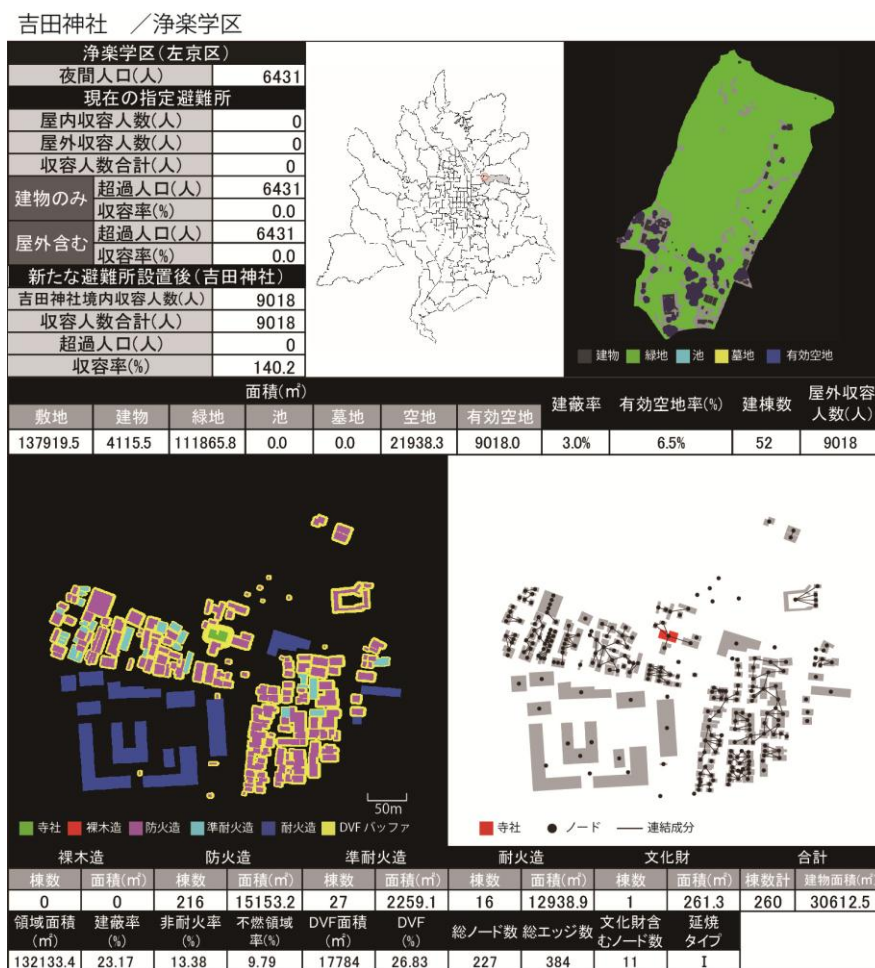 吉田神社　／浄楽学区
浄楽学区(左京区)
夜間人口(人) 6431
現在の指定避難所
屋内収容人数(人) 0
屋外収容人数(人) 0
収容人数合計(人) 0
建物のみ 超過人口(人) 6431
収容率(%) 0.0
屋外含む 超過人口(人) 6431
収容率(%) 0.0
新たな避難所設置後(吉田神社)
吉田神社境内収容人数(人) 9018
収容人数合計(人) 9018
超過人口(人) 0
収容率(%) 140.2
建物 緑地 池 墓地 有効空地
面積(㎡) 建蔽率 有効空地率(%) 建棟数 屋外収容人数(人)
敷地 建物 緑地 池 墓地 空地 有効空地
137919.5 4115.5 111865.8 0.0 0.0 21938.3 9018.0 3.0% 6.5% 52 9018
50m
寺社 裸木造 防火造 準耐火造 耐火造 DVF バッファ
寺社 ノード 連結成分
裸木造 防火造 準耐火造 耐火造 文化財 合計
棟数 面積(㎡) 棟数 面積(㎡) 棟数 面積(㎡) 棟数 面積(㎡) 棟数 面積(㎡) 棟数計 建物面積(㎡)
0 0 216 15153.2 27 2259.1 16 12938.9 1 261.3 260 30612.5
領域面積(㎡) 建蔽率(%) 非耐火率(%) 不燃領域率(%) DVF面積(㎡) DVF(%) 総ノード数 総エッジ数 文化財含むノード数 延焼タイプ
132133.4 23.17 13.38 9.79 17784 26.83 227 384 11 I